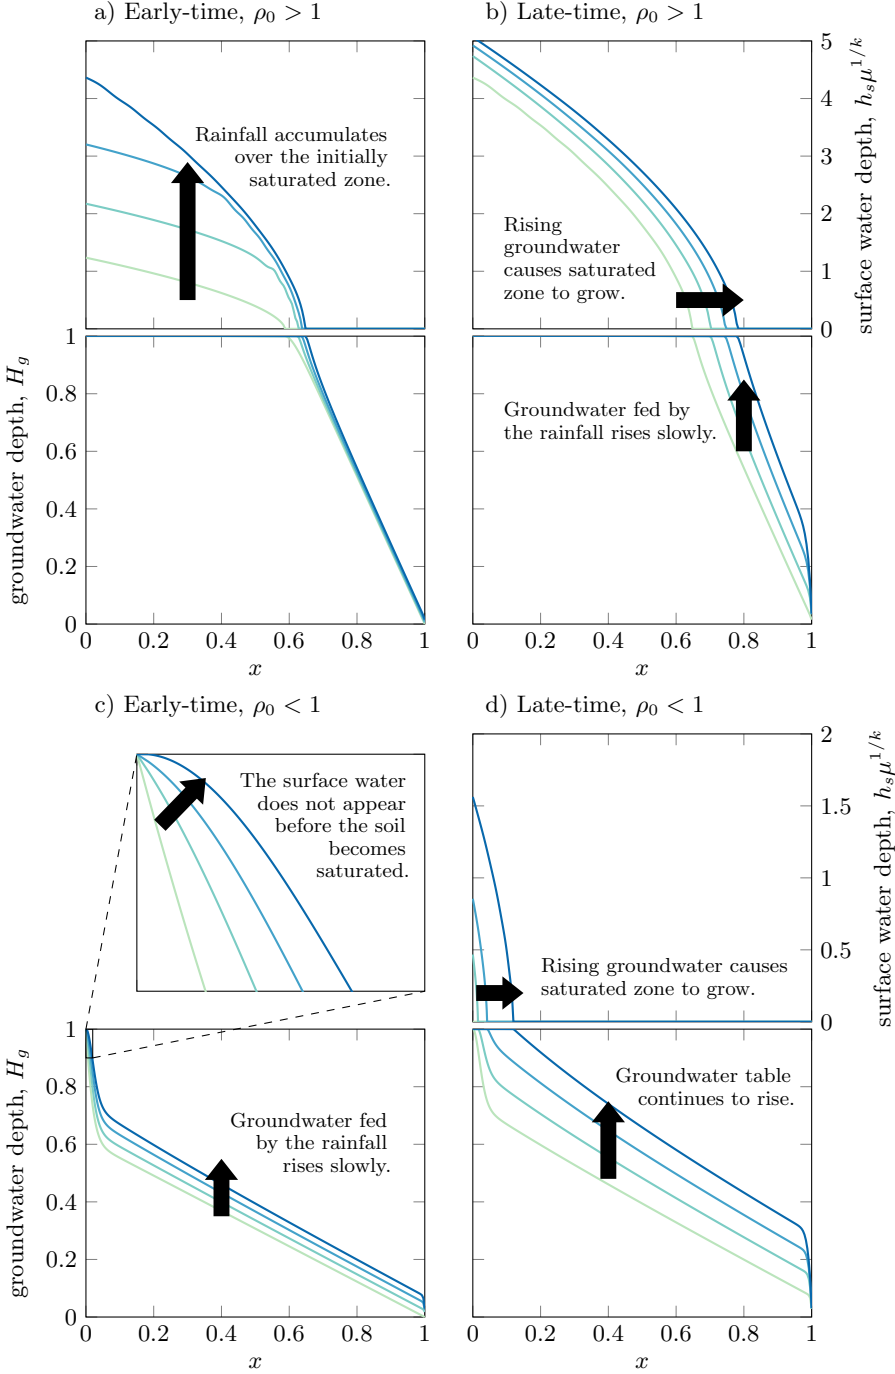 a) Early-time, ρ₀ > 1
b) Late-time, ρ₀ > 1
Rainfall accumulates
over the initially
saturated zone.
Rising
groundwater
causes saturated
zone to grow.
5
4
3
2
1
0
surface water depth, hₛμ^{1/k}
1
0.8
0.6
0.4
0.2
0
groundwater depth, H_g
Groundwater fed by
the rainfall rises slowly.
0 0.2 0.4 0.6 0.8 1
x
0 0.2 0.4 0.6 0.8 1
x
c) Early-time, ρ₀ < 1
d) Late-time, ρ₀ < 1
The surface water
does not appear
before the soil
becomes
saturated.
Rising groundwater causes
saturated zone to grow.
2
1.5
1
0.5
0
surface water depth, hₛμ^{1/k}
1
0.8
0.6
0.4
0.2
0
groundwater depth, H_g
Groundwater fed
by the rainfall
rises slowly.
Groundwater table
continues to rise.
0 0.2 0.4 0.6 0.8 1
x
0 0.2 0.4 0.6 0.8 1
x